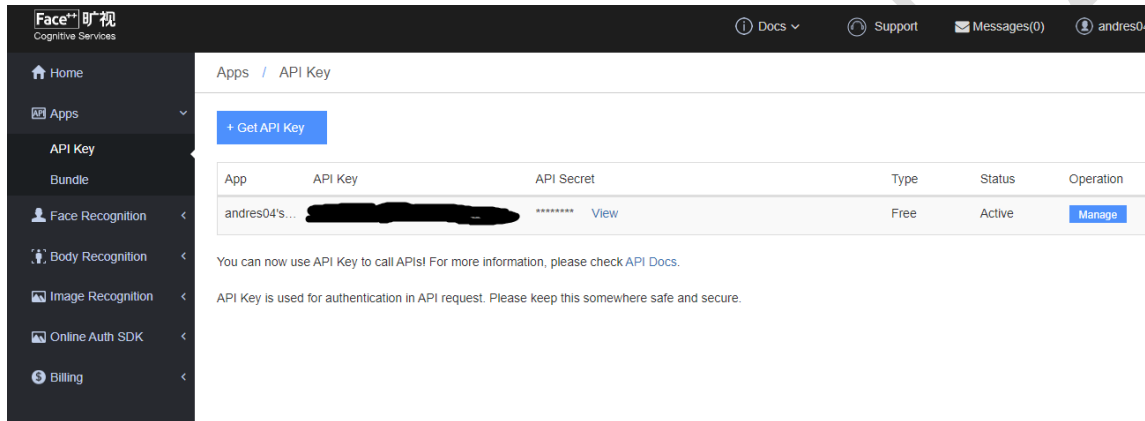 Face++ 旷视
Cognitive Services
Docs
Support
Messages(0)
andres04
Home
Apps
API Key
Bundle
Face Recognition
Body Recognition
Image Recognition
Online Auth SDK
Billing
Apps / API Key
+ Get API Key
App API Key API Secret Type Status Operation
andres04's... ******** View Free Active Manage
You can now use API Key to call APIs! For more information, please check API Docs.
API Key is used for authentication in API request. Please keep this somewhere safe and secure.